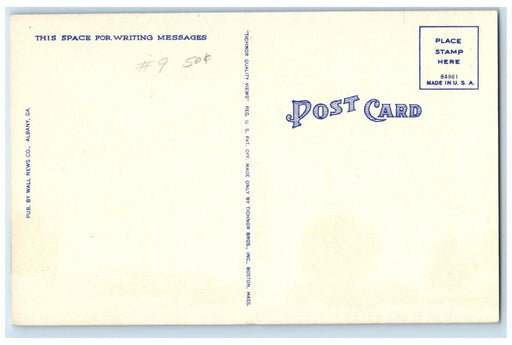 THIS SPACE FOR WRITING MESSAGES
#9 50¢
PUB. BY WALL NEWS CO., ALBANY, GA.
"TICHNOR QUALITY VIEWS" REG. U. S. PAT. OFF. MADE ONLY BY TICHNOR BROS., INC., BOSTON, MASS.
POST CARD
PLACE
STAMP
HERE
84961
MADE IN U. S. A.